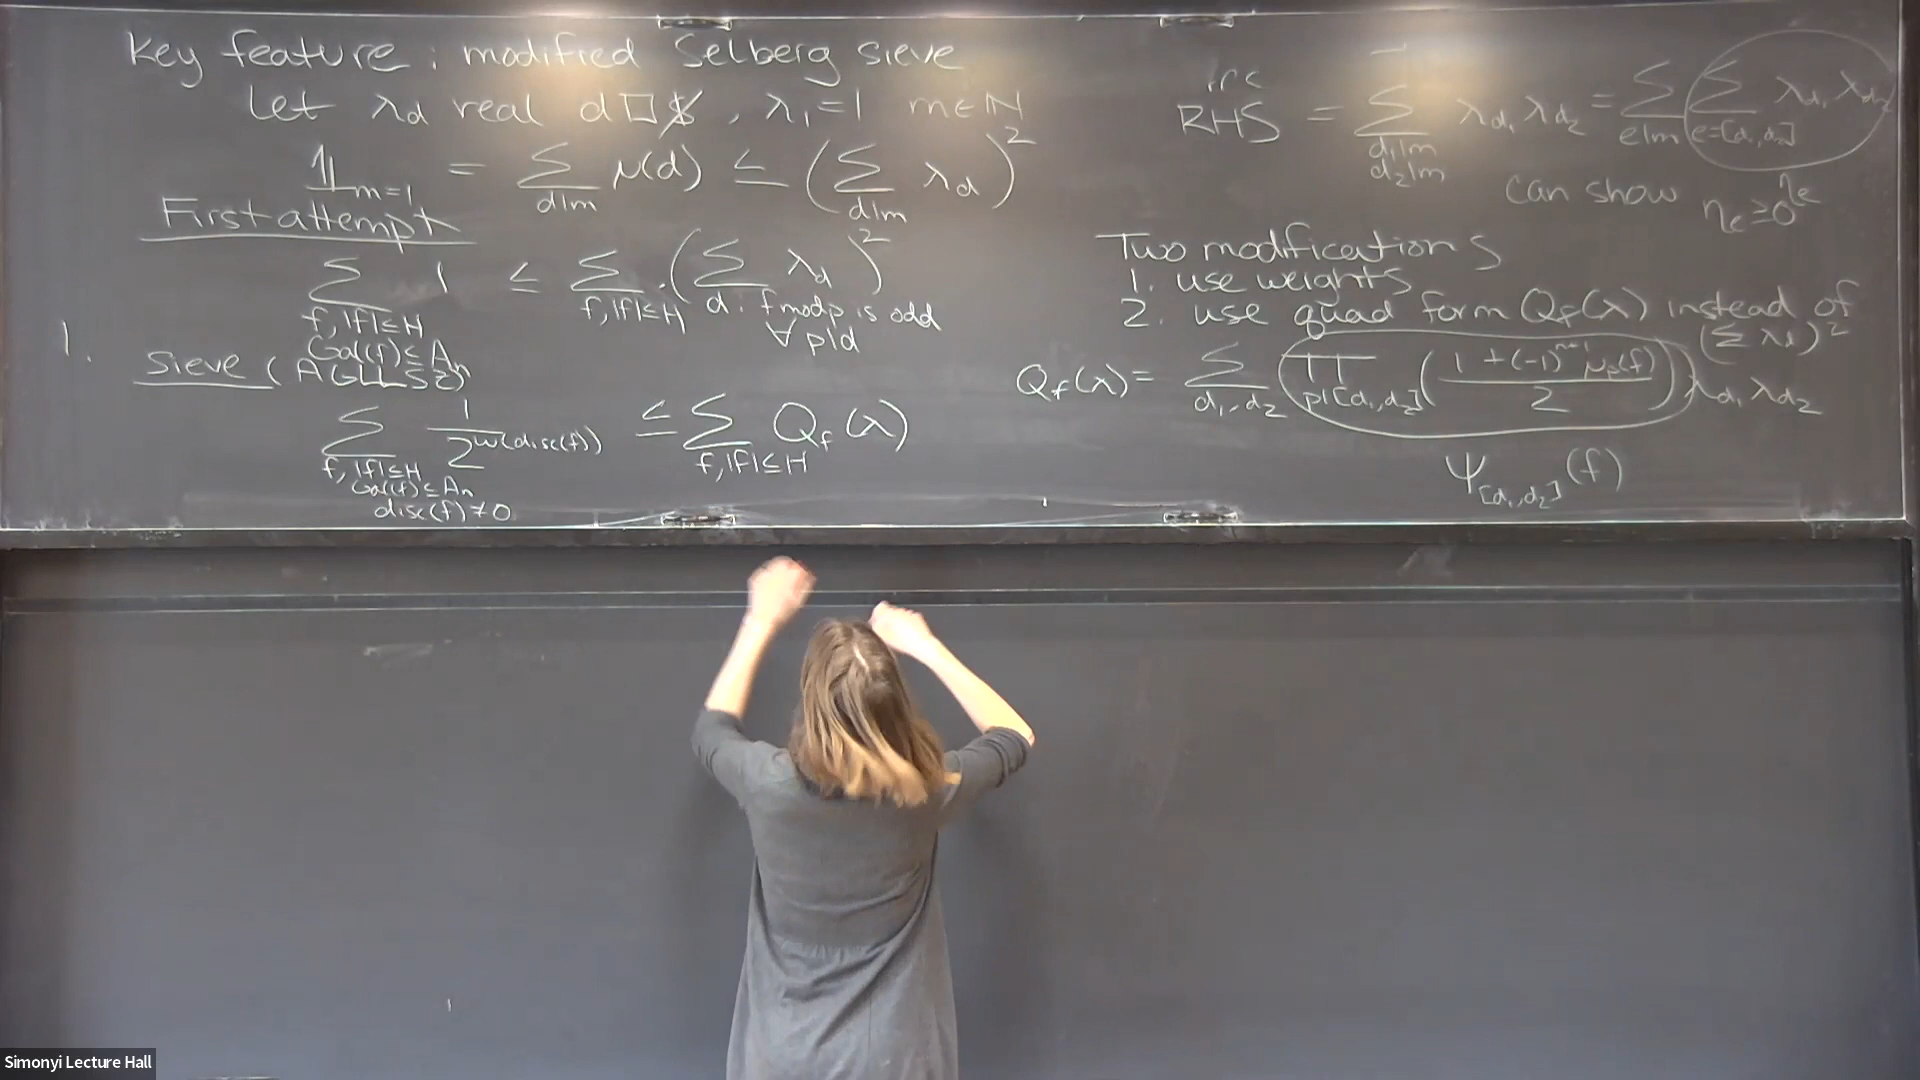 Key feature : modified Selberg sieve
Let λ_d real d □ , λ_1 = 1 m ∈ ℕ
𝟙_{m=1} = Σ_{d|m} μ(d) ≤ (Σ_{d|m} λ_d)^2
First attempt
Σ_{f, |f|≤H, Gal(f) ≤ A_n} 1 ≤ Σ_{f, |f|≤H} (Σ_{d : f mod p is odd ∀ p|d} λ_d)^2
1.
Sieve (AGLLSZ)
Σ_{f, |f|≤H, Gal(f) ≤ A_n, disc(f) ≠ 0} 1/2^{ω(disc(f))} ≤ Σ_{f, |f|≤H} Q_f(λ)
RHS = Σ_{d_1|m, d_2|m} λ_{d_1} λ_{d_2} = Σ_{e|m} Σ_{e=[d_1,d_2]} λ_{d_1} λ_{d_2}
η_e
can show η_e ≥ 0
Two modifications
1. use weights
2. use quad form Q_f(λ) instead of
(Σ λ_d)^2
Q_f(λ) = Σ_{d_1, d_2} (Π_{p|[d_1,d_2]} (1 + (-1)^{n+1} μ_p(f) / 2)) λ_{d_1} λ_{d_2}
ψ_{[d_1,d_2]}(f)
Simonyi Lecture Hall